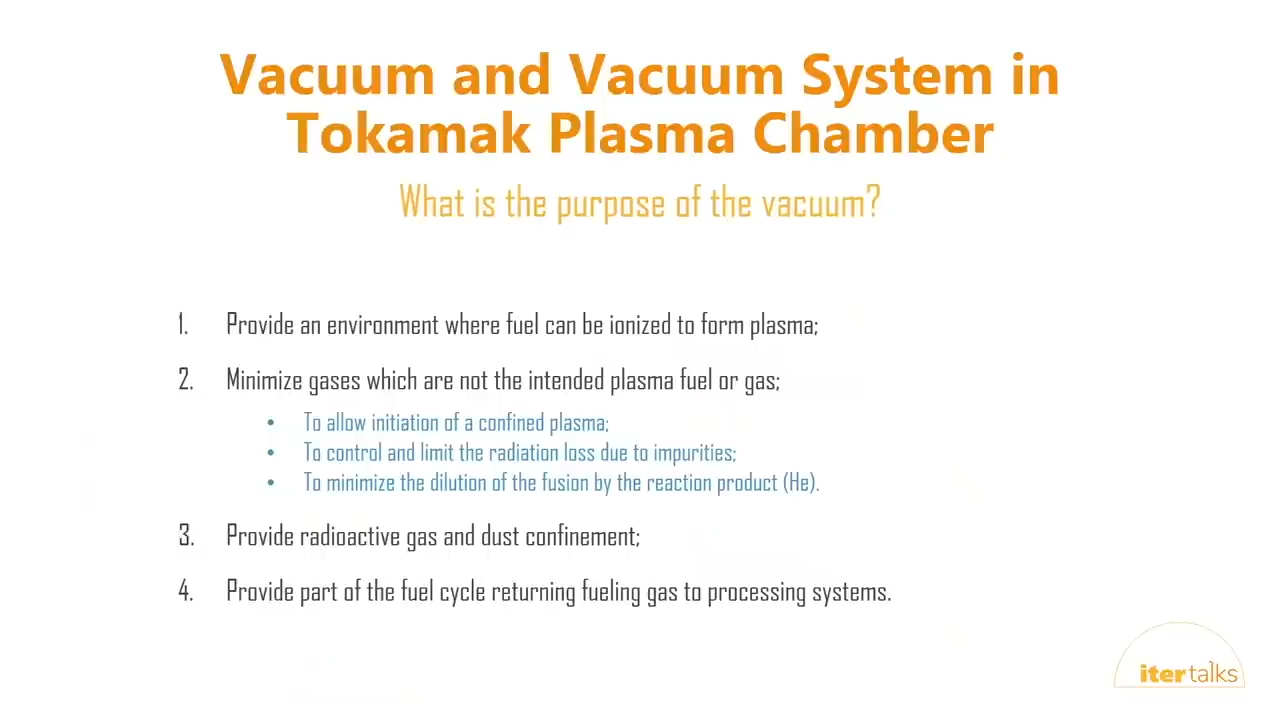 Vacuum and Vacuum System in
Tokamak Plasma Chamber
What is the purpose of the vacuum?
1. Provide an environment where fuel can be ionized to form plasma;
2. Minimize gases which are not the intended plasma fuel or gas;
• To allow initiation of a confined plasma;
• To control and limit the radiation loss due to impurities;
• To minimize the dilution of the fusion by the reaction product (He).
3. Provide radioactive gas and dust confinement;
4. Provide part of the fuel cycle returning fueling gas to processing systems.
iter talks